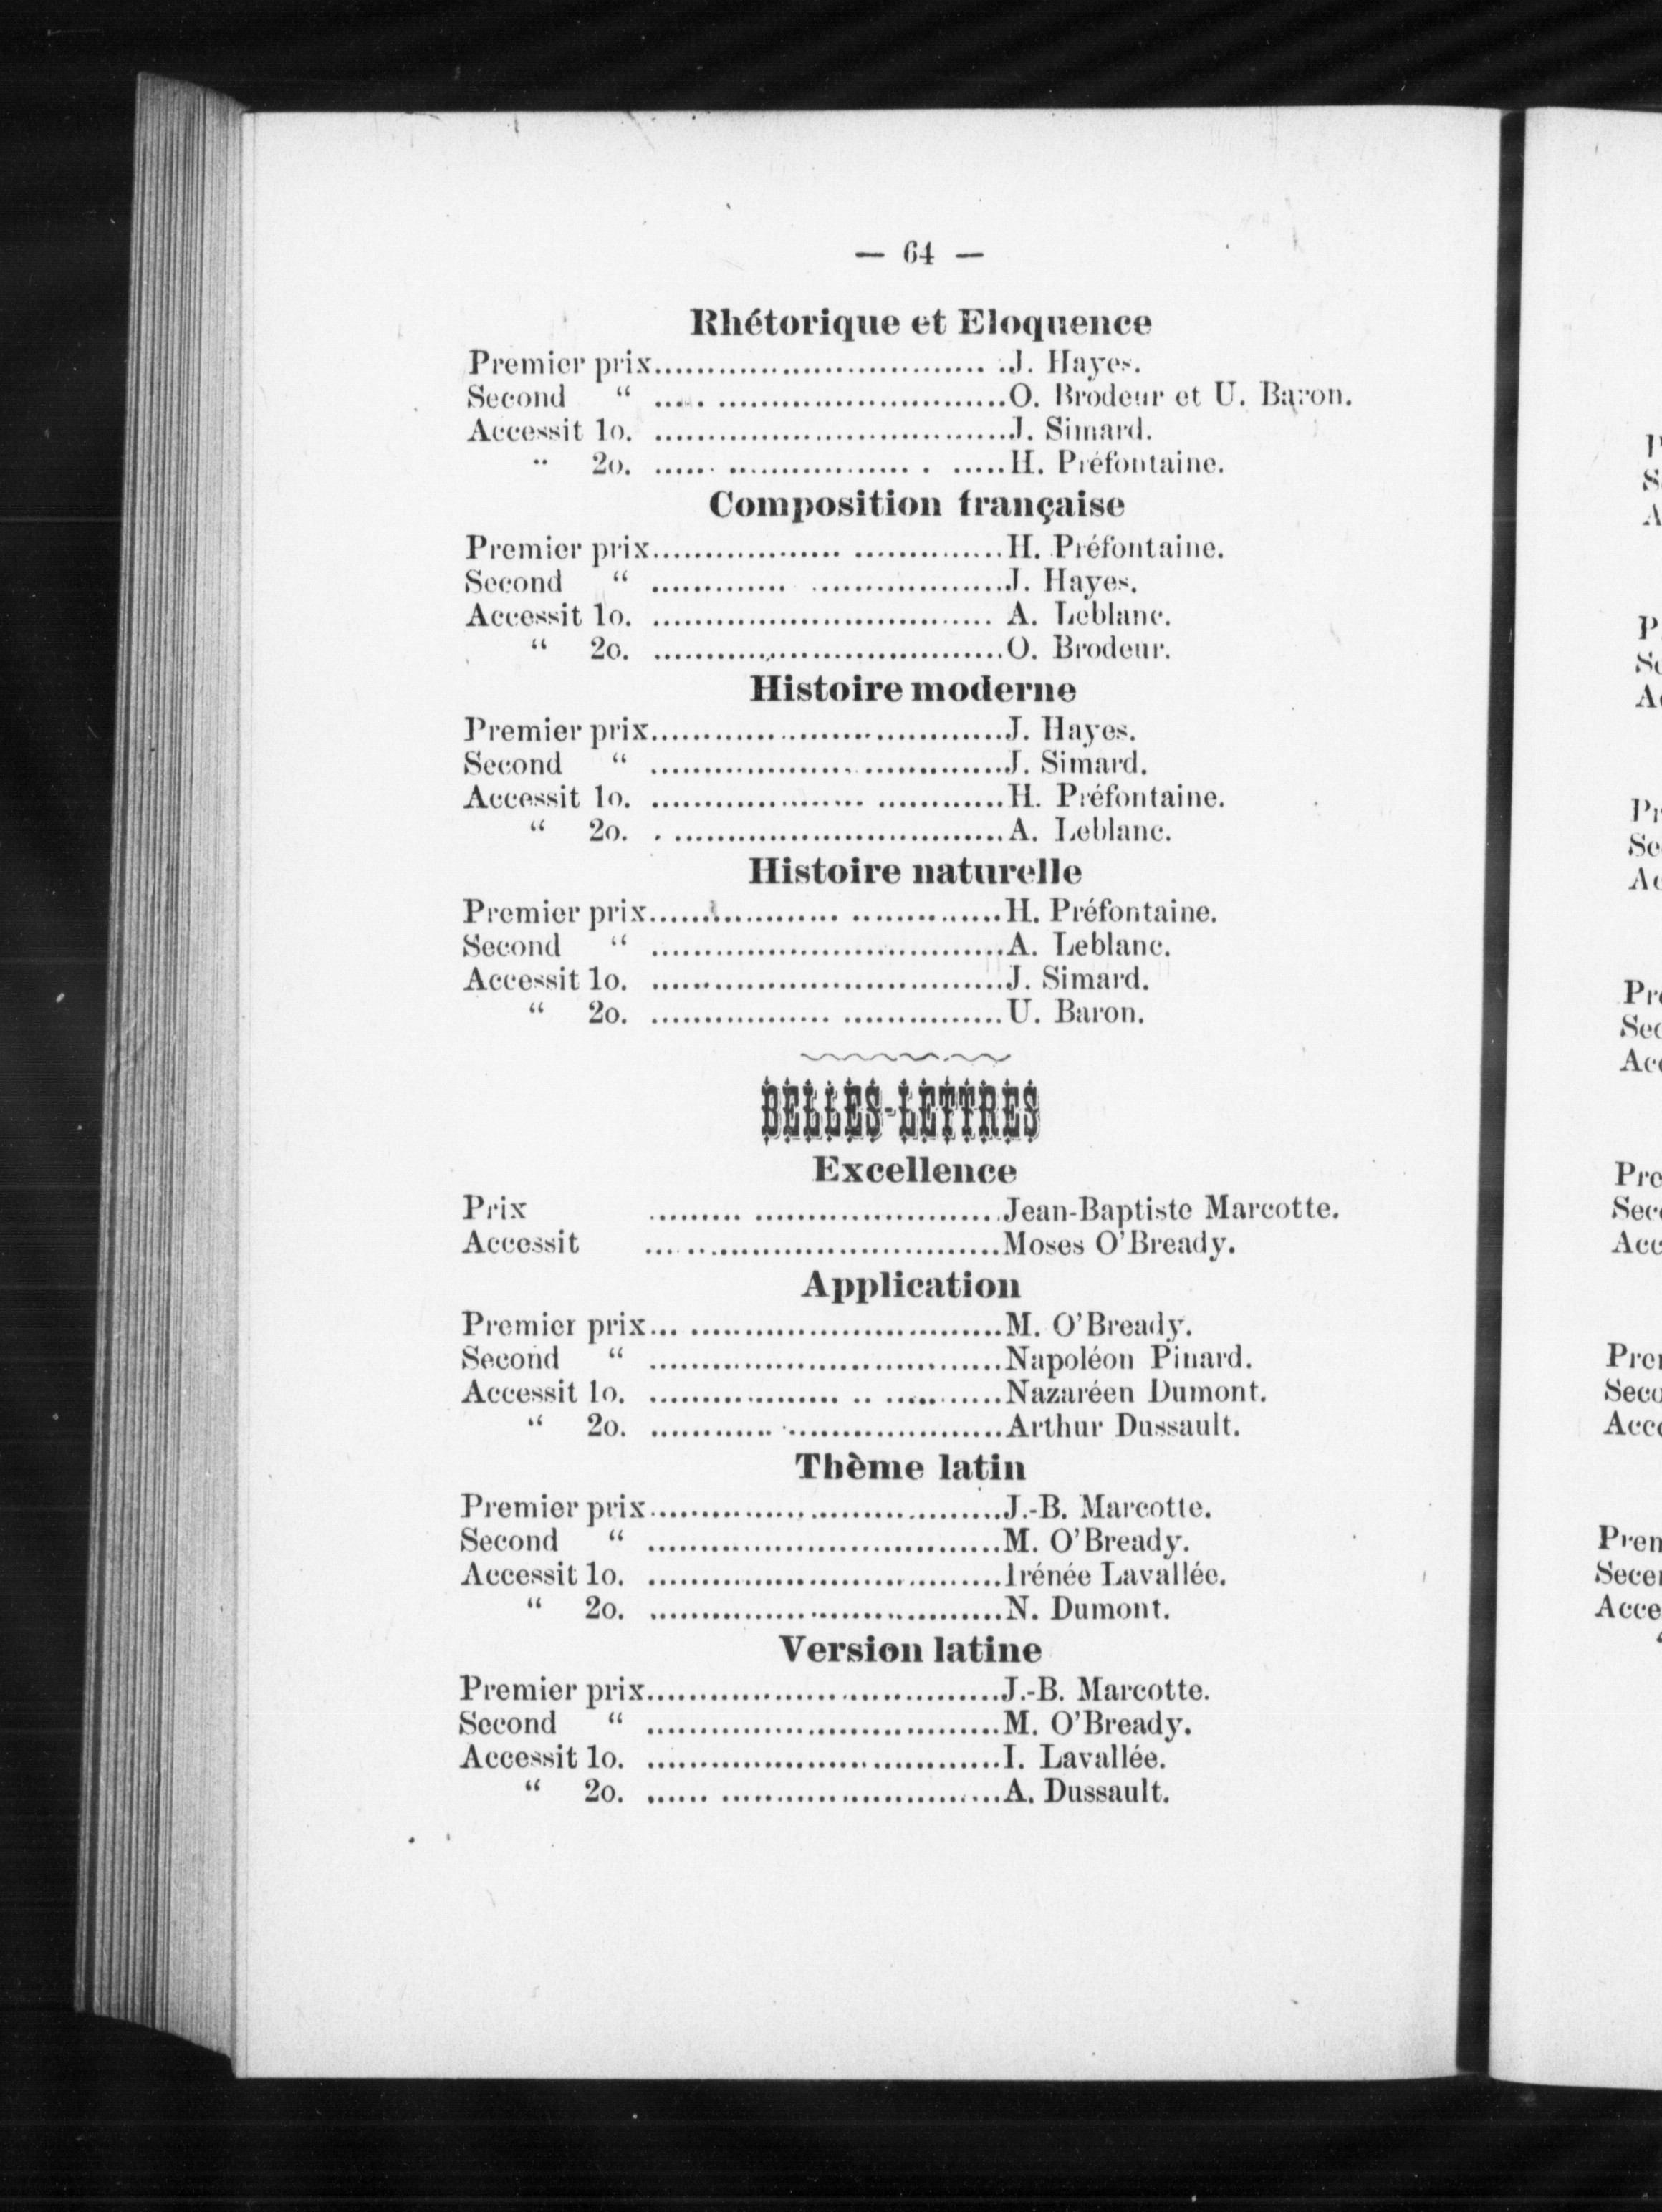 — 64 —
Rhétorique et Eloquence
Premier prix.................................J. Hayes.
Second “ .................................O. Brodeur et U. Baron.
Accessit 1o. .................................J. Simard.
“ 2o. .................................H. Préfontaine.
Composition française
Premier prix.................................H. Préfontaine.
Second “ .................................J. Hayes.
Accessit 1o. ................................. A. Leblanc.
“ 2o. .................................O. Brodeur.
Histoire moderne
Premier prix.................................J. Hayes.
Second “ .................................J. Simard.
Accessit 1o. .................................H. Préfontaine.
“ 2o. .................................A. Leblanc.
Histoire naturelle
Premier prix.................................H. Préfontaine.
Second “ .................................A. Leblanc.
Accessit 1o. .................................J. Simard.
“ 2o. .................................U. Baron.
BELLES-LETTRES
Excellence
Prix .................................Jean-Baptiste Marcotte.
Accessit .................................Moses O'Bready.
Application
Premier prix.................................M. O'Bready.
Second “ .................................Napoléon Pinard.
Accessit 1o. .................................Nazaréen Dumont.
“ 2o. .................................Arthur Dussault.
Thème latin
Premier prix.................................J.-B. Marcotte.
Second “ .................................M. O'Bready.
Accessit 1o. .................................Irénée Lavallée.
“ 2o. .................................N. Dumont.
Version latine
Premier prix.................................J.-B. Marcotte.
Second “ .................................M. O'Bready.
Accessit 1o. .................................I. Lavallée.
“ 2o. .................................A. Dussault.